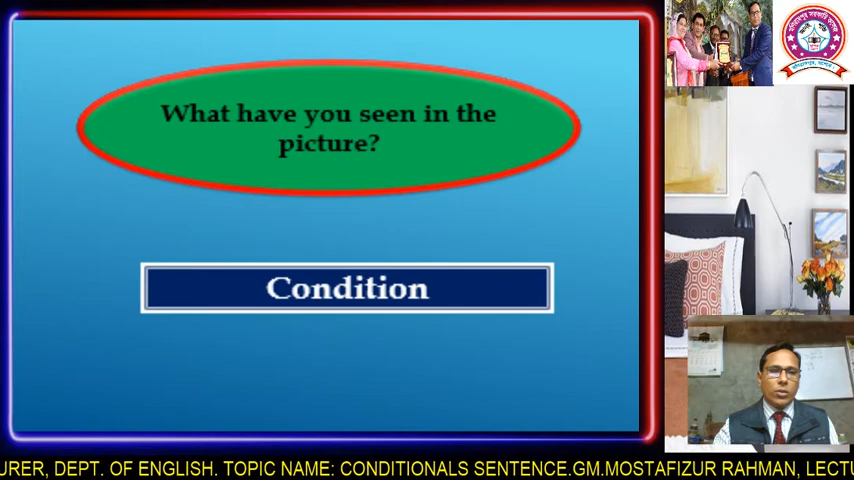 What have you seen in the
picture?
Condition
URER, DEPT. OF ENGLISH. TOPIC NAME: CONDITIONALS SENTENCE.GM.MOSTAFIZUR RAHMAN, LECTU